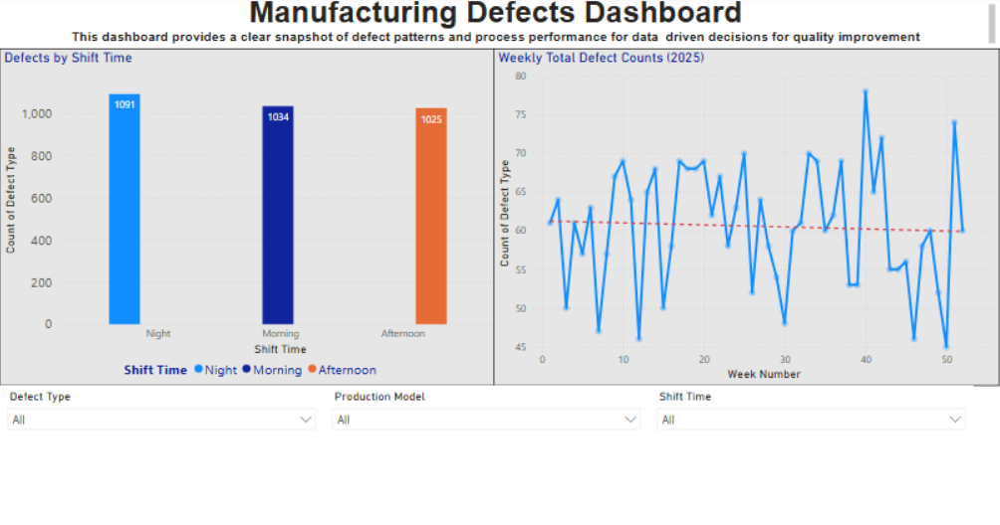 Manufacturing Defects Dashboard
This dashboard provides a clear snapshot of defect patterns and process performance for data driven decisions for quality improvement
Defects by Shift Time
Count of Defect Type
1,000
800
600
400
200
0
1091
1034
1025
Night
Morning
Afternoon
Shift Time
Shift Time Night Morning Afternoon
Weekly Total Defect Counts (2025)
Count of Defect Type
80
75
70
65
60
55
50
45
0 10 20 30 40 50
Week Number
Defect Type
All
Production Model
All
Shift Time
All